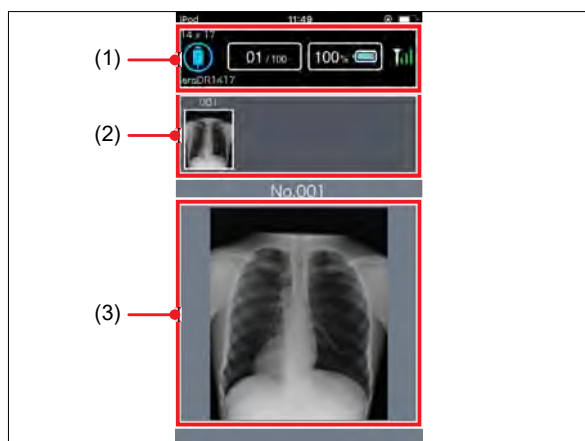 iPod 11:49
14 x 17
01 / 100 100%
eroDR1417
(1)
001
(2)
No.001
(3)